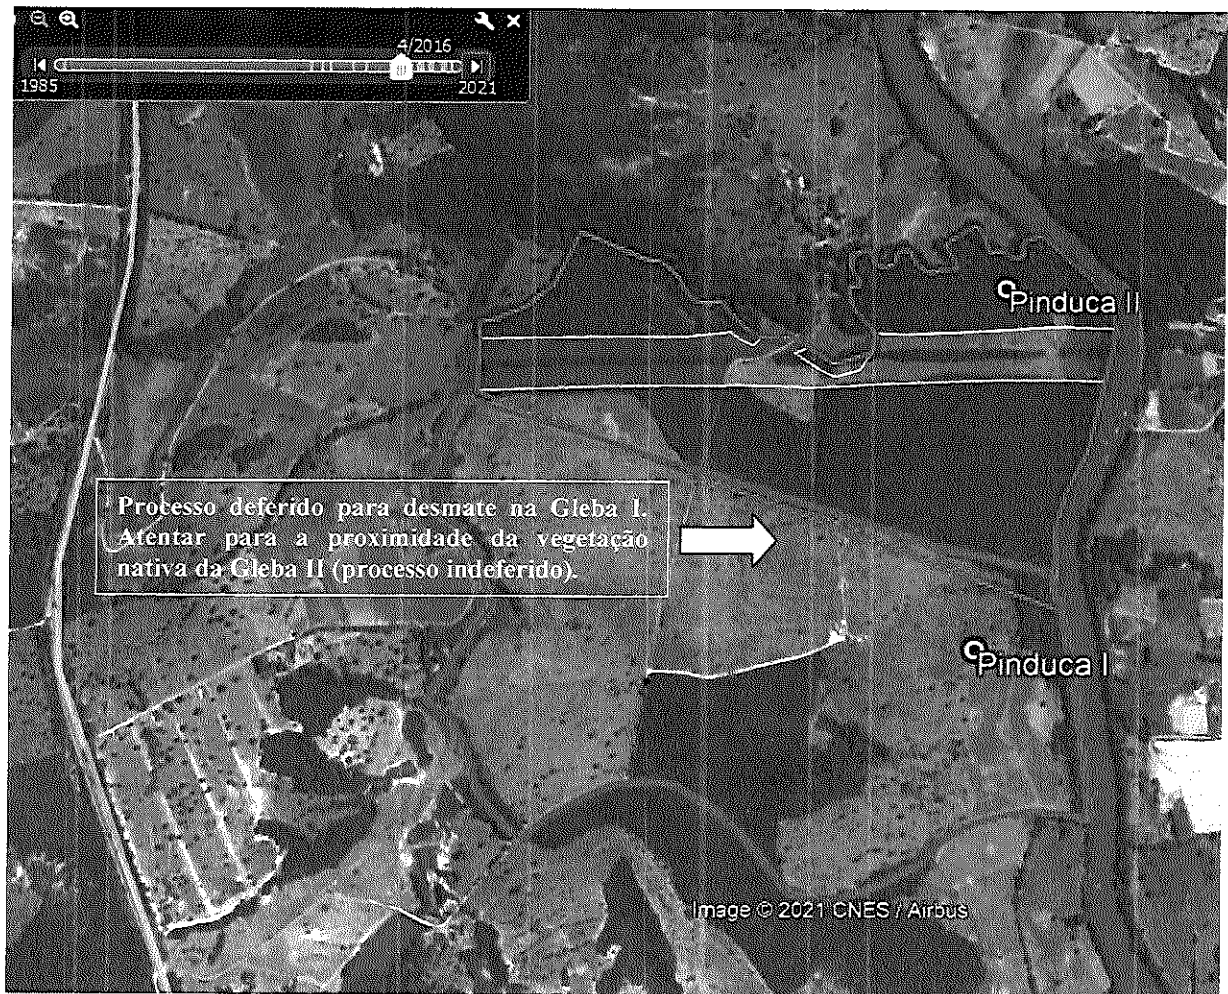 4/2016
1985
2021
Pinduca II
Processo deferido para desmate na Gleba I.
Atentar para a proximidade da vegetação
nativa da Gleba II (processo indeferido).
Pinduca I
Image © 2021 CNES / Airbus